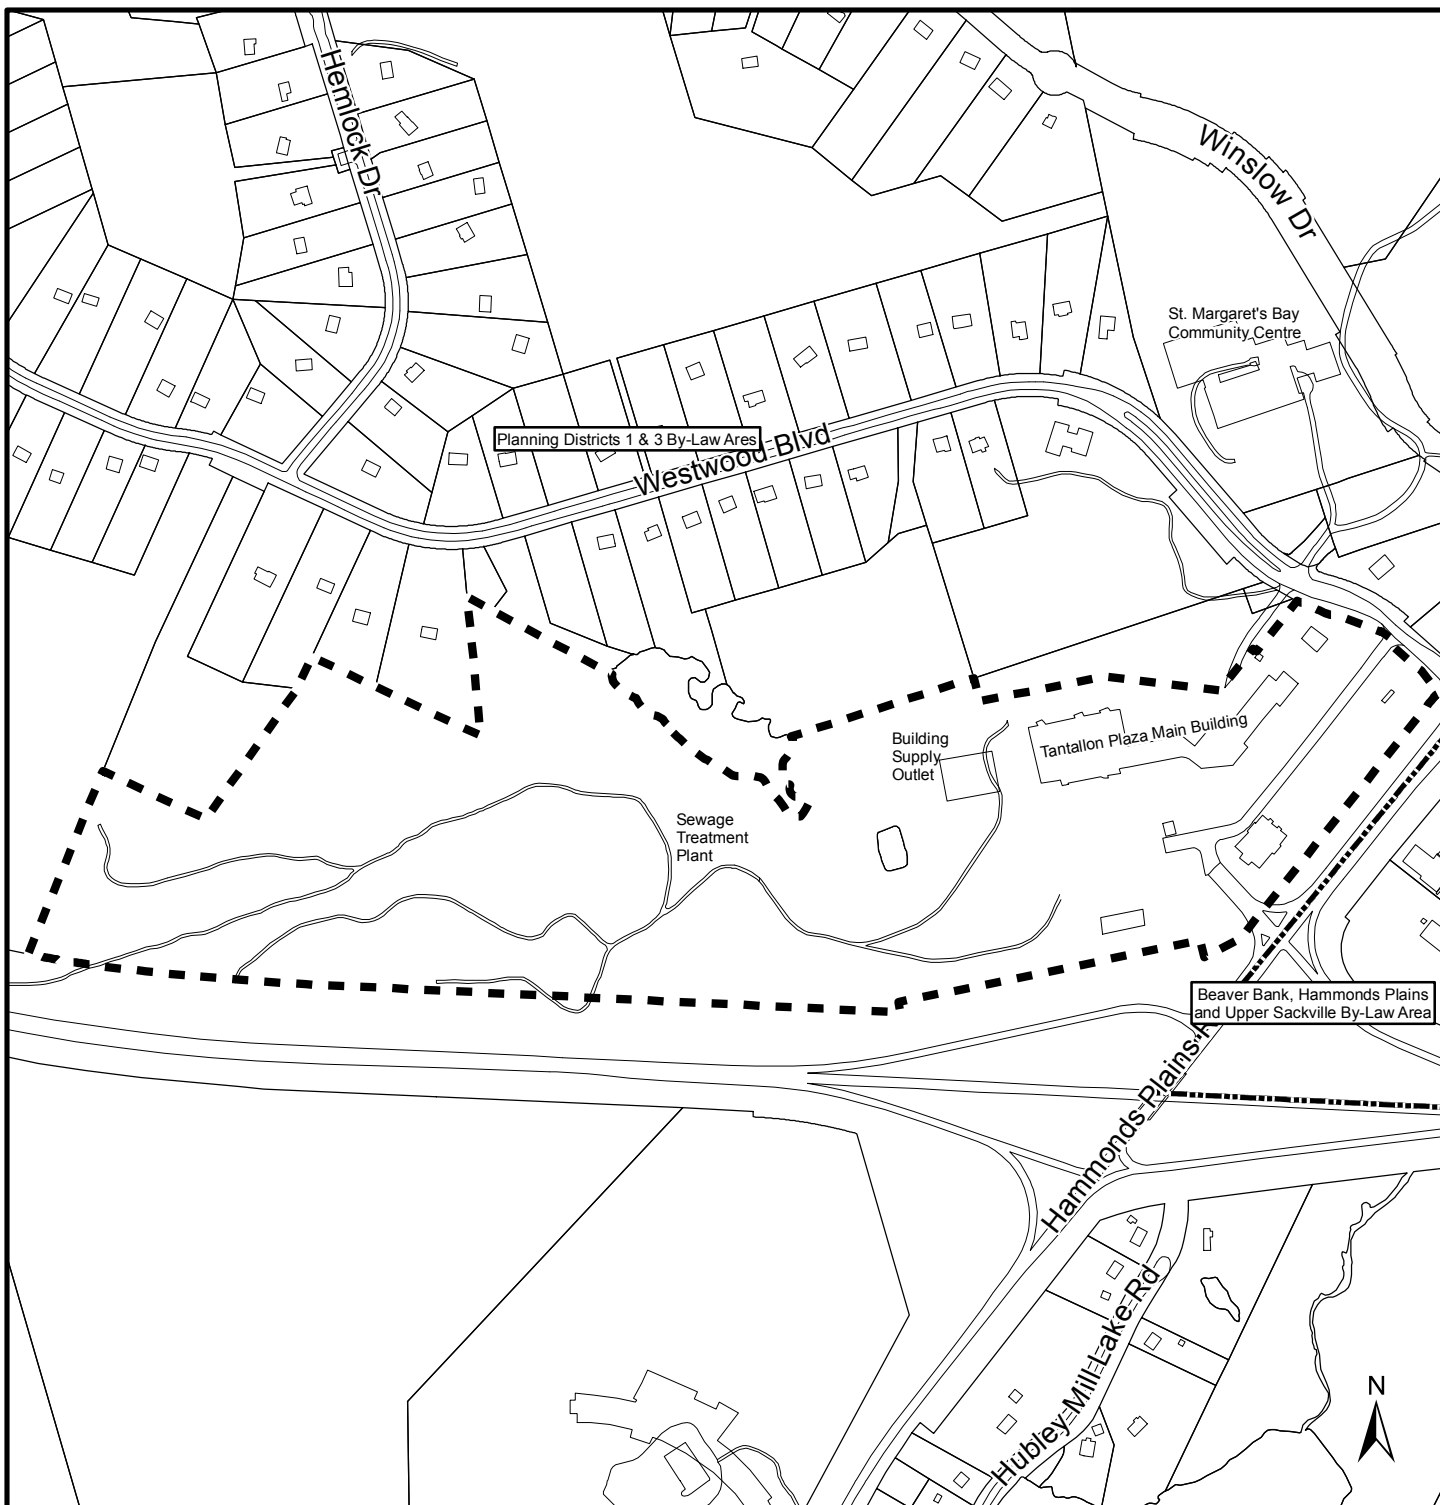 Hemlock Dr
Winslow Dr
St. Margaret's Bay
Community Centre
Planning Districts 1 & 3 By-Law Ares
Westwood Blvd
Building
Supply
Outlet
Tantallon Plaza Main Building
Sewage
Treatment
Plant
Beaver Bank, Hammonds Plains
and Upper Sackville By-Law Area
Hammonds Plains
Hubley Mill Lake Rd
N